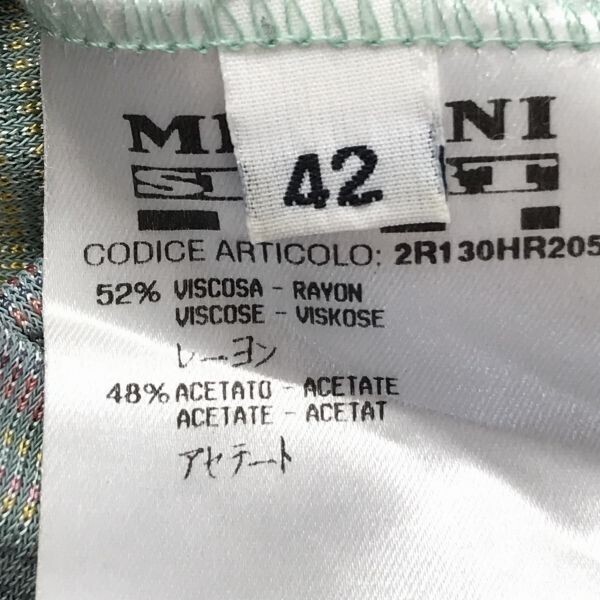 42
CODICE ARTICOLO: 2R130HR205
52% VISCOSA - RAYON
VISCOSE - VISKOSE
レーヨン
48% ACETATO - ACETATE
ACETATE - ACETAT
アセテート